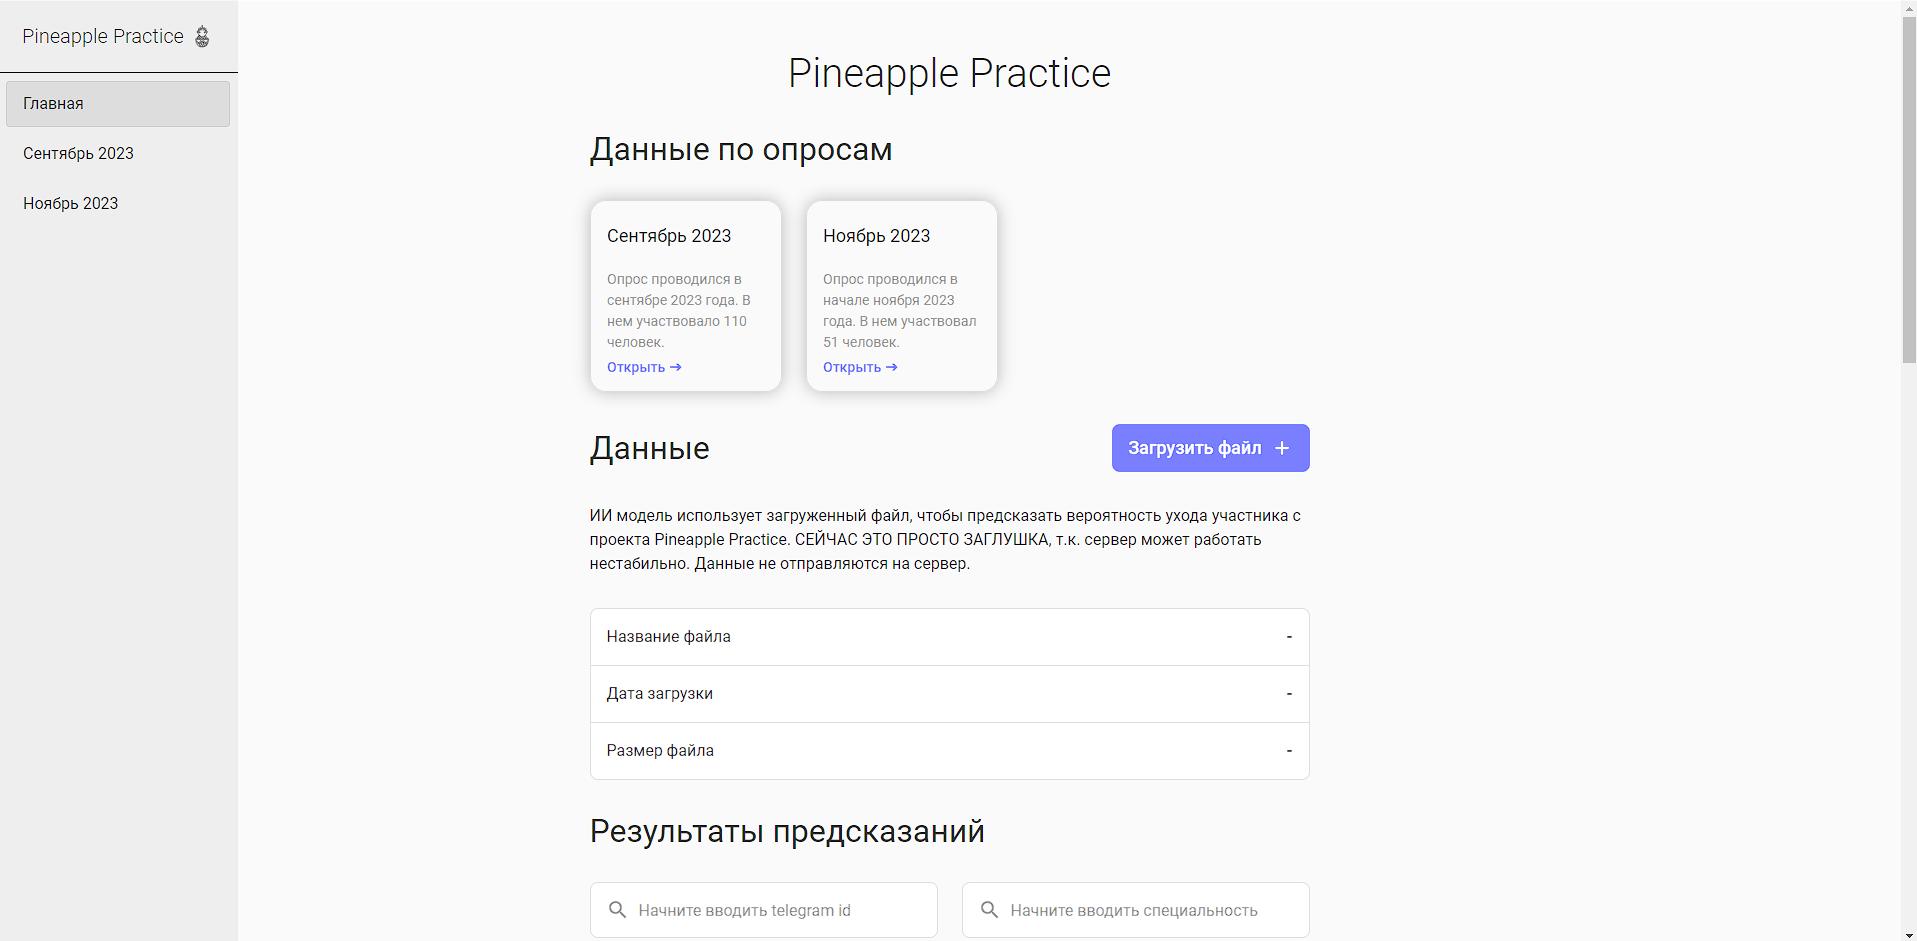 Pineapple Practice
Главная
Сентябрь 2023
Ноябрь 2023
Pineapple Practice
Данные по опросам
Сентябрь 2023
Опрос проводился в
сентябре 2023 года. В
нем участвовало 110
человек.
Открыть →
Ноябрь 2023
Опрос проводился в
начале ноября 2023
года. В нем участвовал
51 человек.
Открыть →
Данные
Загрузить файл +
ИИ модель использует загруженный файл, чтобы предсказать вероятность ухода участника с
проекта Pineapple Practice. СЕЙЧАС ЭТО ПРОСТО ЗАГЛУШКА, т.к. сервер может работать
нестабильно. Данные не отправляются на сервер.
Название файла -
Дата загрузки -
Размер файла -
Результаты предсказаний
Начните вводить telegram id
Начните вводить специальность